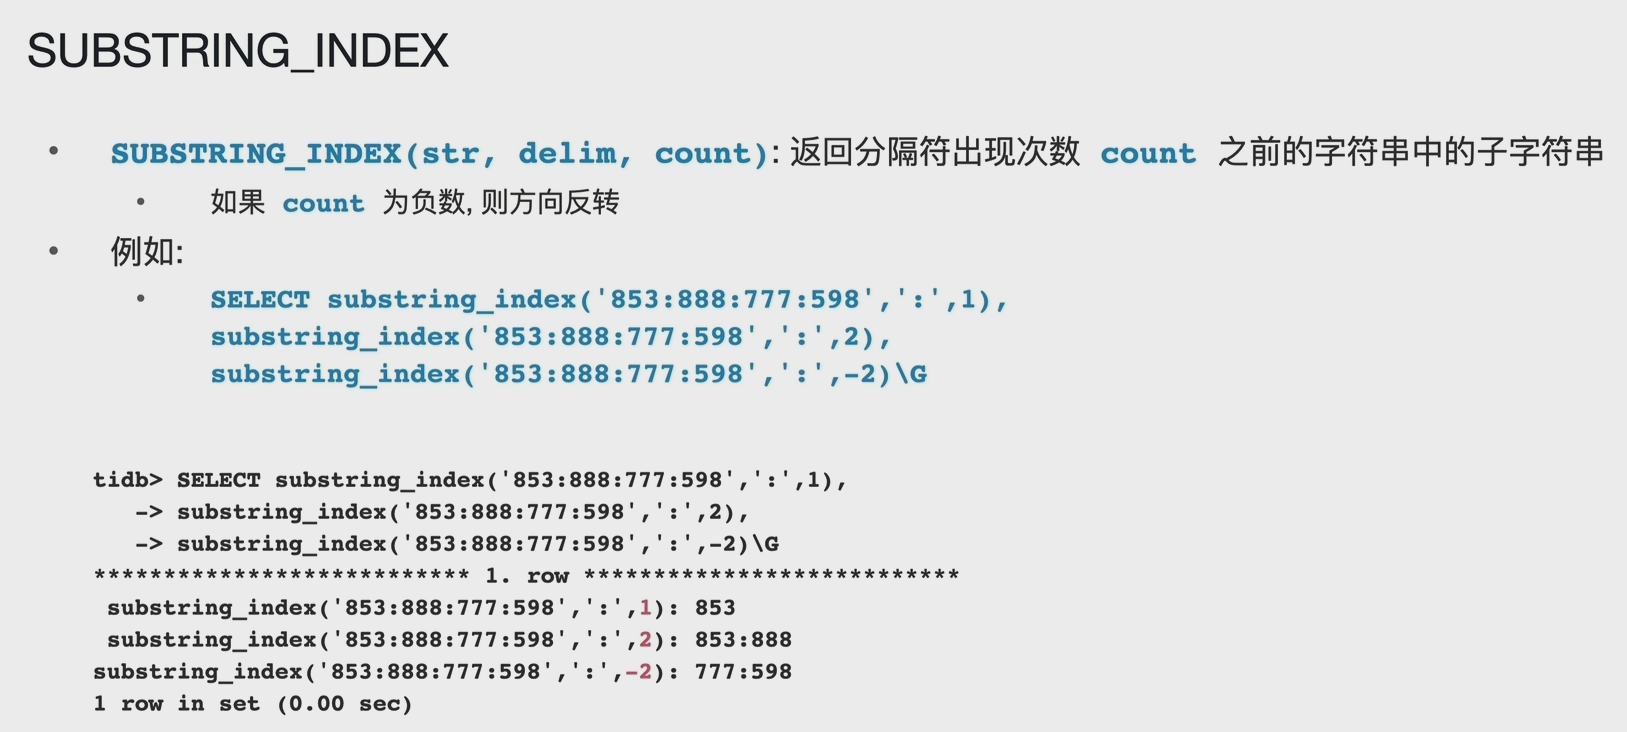 SUBSTRING_INDEX
• SUBSTRING_INDEX(str, delim, count): 返回分隔符出现次数 count 之前的字符串中的子字符串
• 如果 count 为负数, 则方向反转
• 例如:
• SELECT substring_index('853:888:777:598',':',1),
substring_index('853:888:777:598',':',2),
substring_index('853:888:777:598',':',-2)\G
tidb> SELECT substring_index('853:888:777:598',':',1),
-> substring_index('853:888:777:598',':',2),
-> substring_index('853:888:777:598',':',-2)\G
*************************** 1. row ***************************
substring_index('853:888:777:598',':',1): 853
substring_index('853:888:777:598',':',2): 853:888
substring_index('853:888:777:598',':',-2): 777:598
1 row in set (0.00 sec)